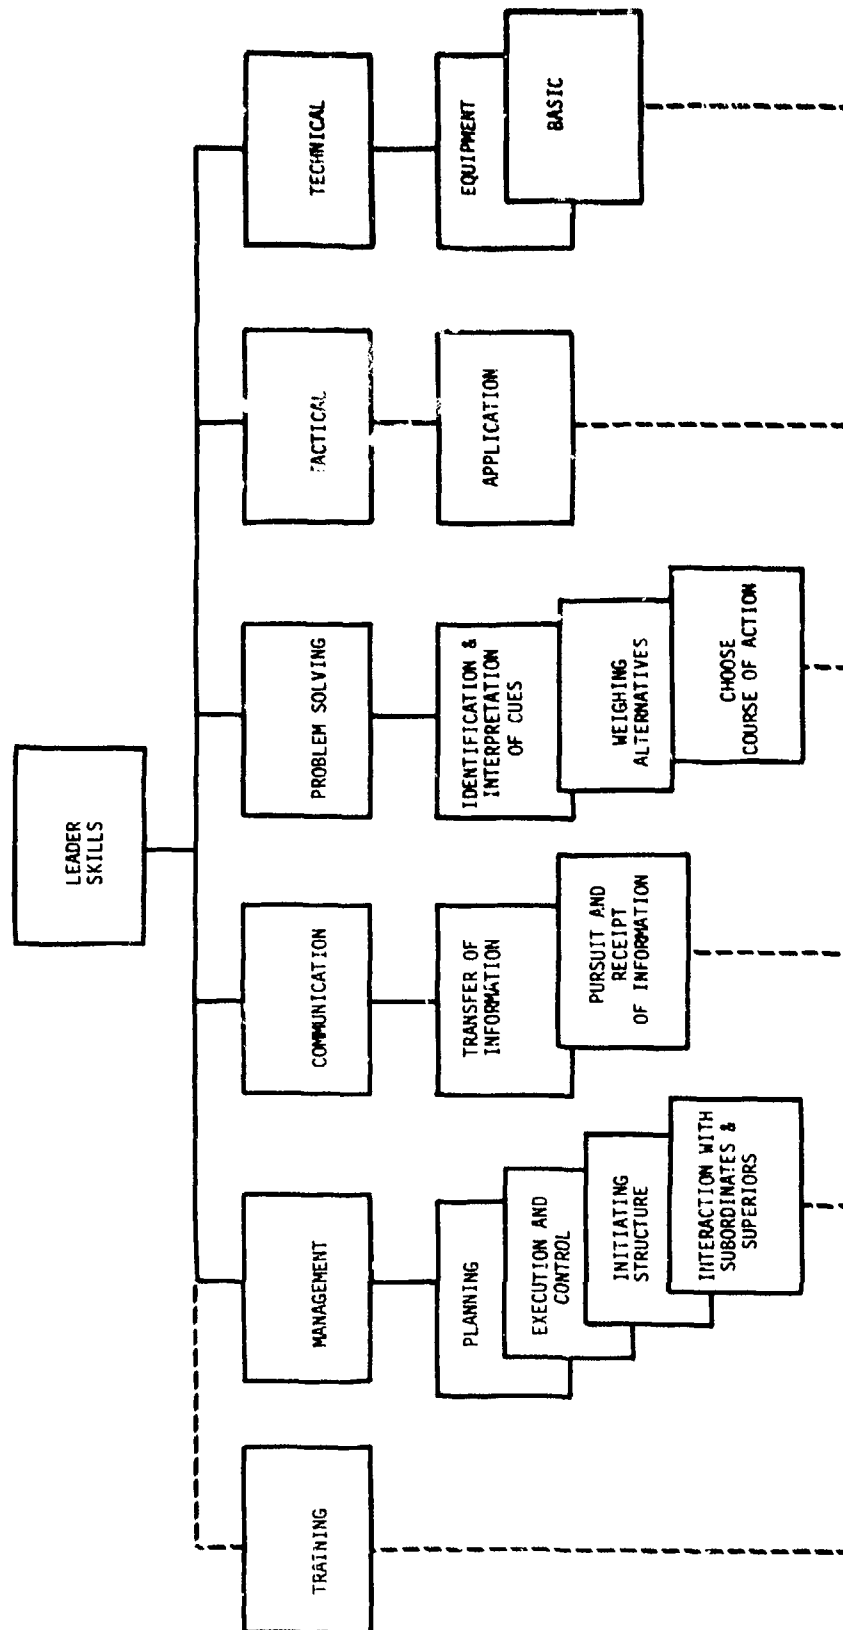 LEADER
SKILLS
TRAINING
MANAGEMENT
COMMUNICATION
PROBLEM SOLVING
TACTICAL
TECHNICAL
PLANNING
EXECUTION AND
CONTROL
INITIATING
STRUCTURE
INTERACTION WITH
SUBORDINATES &
SUPERIORS
TRANSFER OF
INFORMATION
PURSUIT AND
RECEIPT
OF INFORMATION
IDENTIFICATION &
INTERPRETATION
OF CUES
WEIGHING
ALTERNATIVES
CHOOSE
COURSE OF ACTION
APPLICATION
EQUIPMENT
BASIC